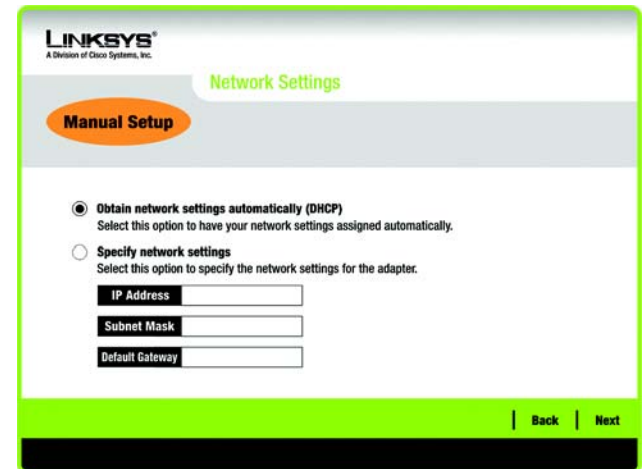 LINKSYS®
A Division of Cisco Systems, Inc.
Network Settings
Manual Setup
Obtain network settings automatically (DHCP)
Select this option to have your network settings assigned automatically.
Specify network settings
Select this option to specify the network settings for the adapter.
IP Address
Subnet Mask
Default Gateway
Back | Next